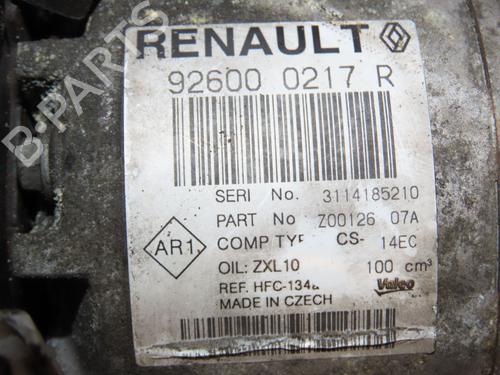 RENAULT
92600 0217 R
SERI No. 3114185210
PART No Z00126 07A
AR1
COMP TYP CS- 14EC
OIL: ZXL10 100 cm³
REF. HFC-134a
MADE IN CZECH
Valeo
B-PARTS